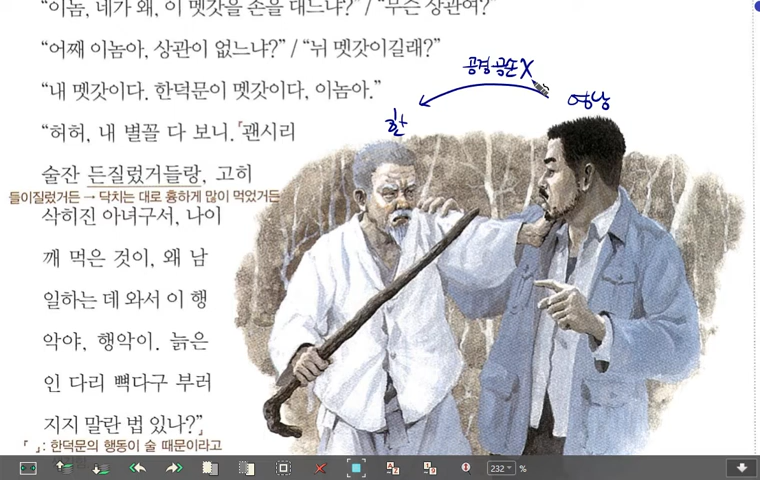 “이놈, 네가 왜, 이 멧갓을 손을 대느냐?” / “무슨 상관여?”
“어째 이놈아, 상관이 없느냐?” / “뉘 멧갓이길래?”
“내 멧갓이다. 한덕문이 멧갓이다, 이놈아.”
공경 공손 X
영남
한
“허허, 내 별꼴 다 보니.「괜시리
술잔 든질렀거들랑, 고히
들이질렀거든 → 닥치는 대로 흉하게 많이 먹었거든
삭히진 아녀구서, 나이
깨 먹은 것이, 왜 남
일하는 데 와서 이 행
악야, 행악이. 늙은
인 다리 뼉다구 부러
지지 말란 법 있나?」
「 」: 한덕문의 행동이 술 때문이라고
232 %